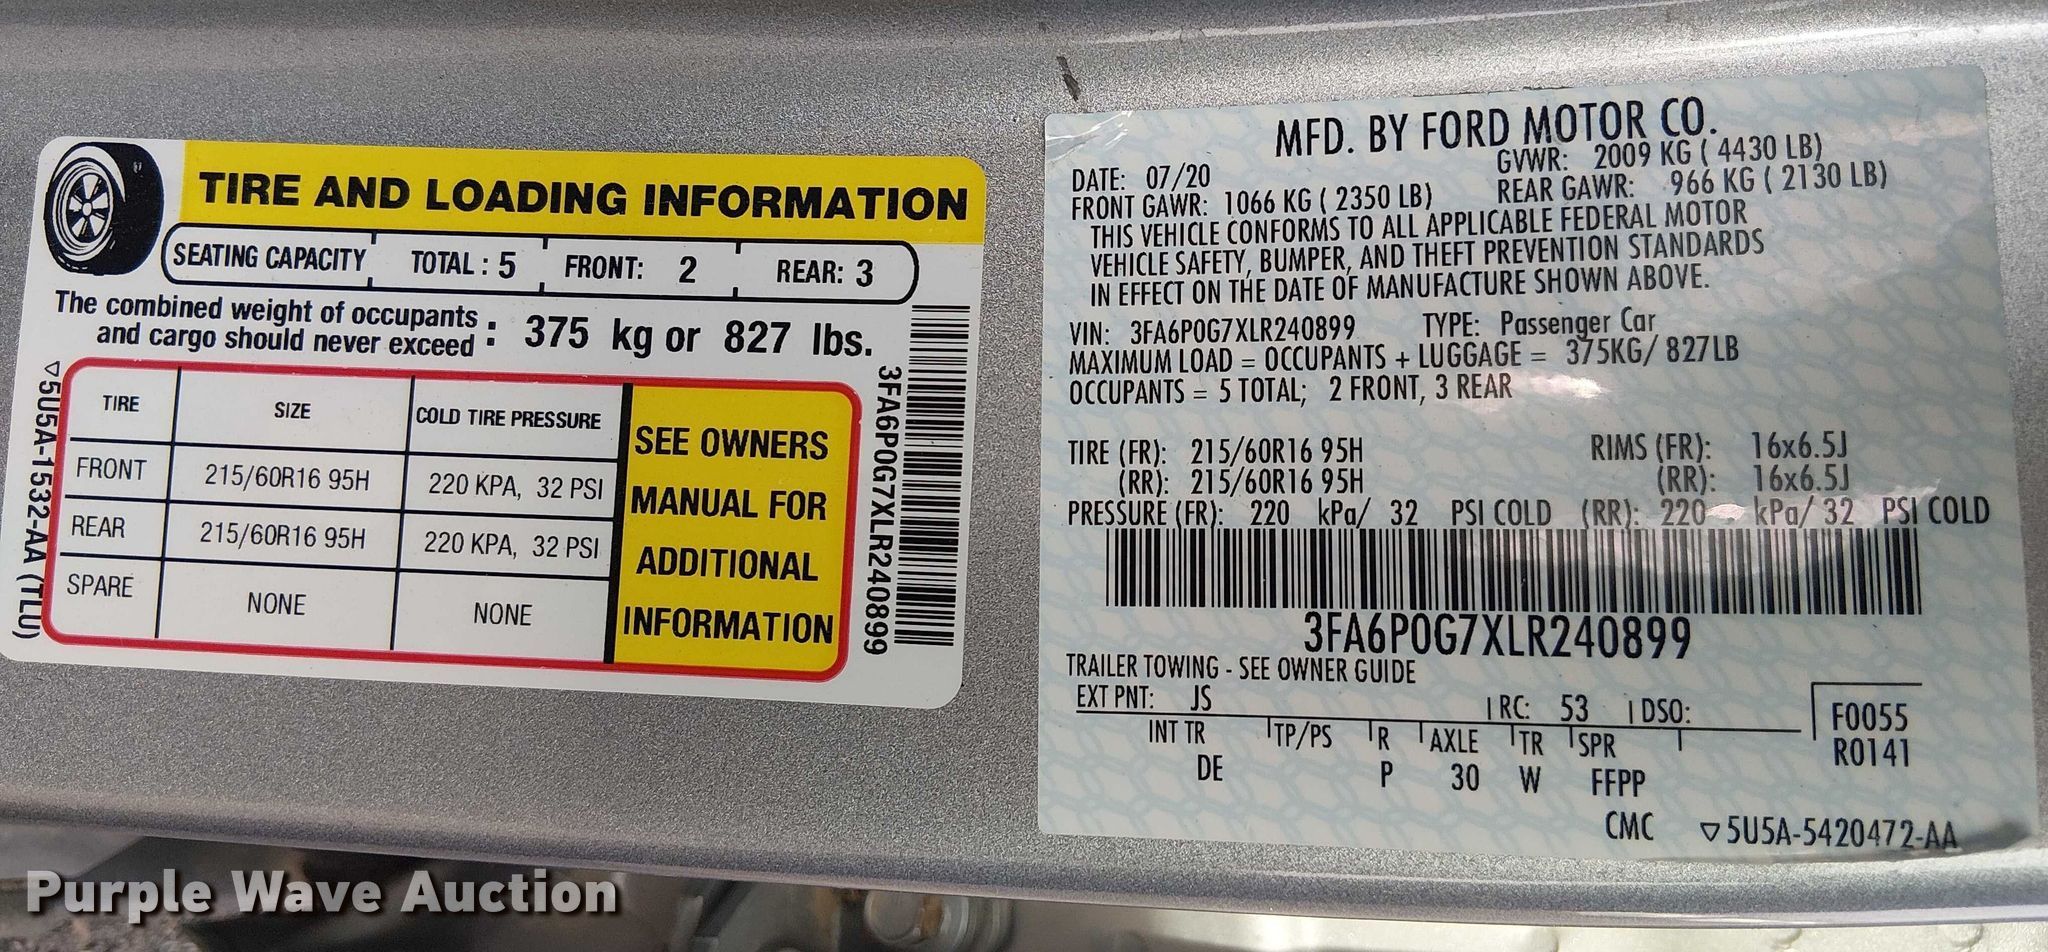 TIRE AND LOADING INFORMATION
SEATING CAPACITY TOTAL : 5 FRONT: 2 REAR: 3
The combined weight of occupants
and cargo should never exceed : 375 kg or 827 lbs.
TIRE SIZE COLD TIRE PRESSURE
FRONT 215/60R16 95H 220 KPA, 32 PSI
REAR 215/60R16 95H 220 KPA, 32 PSI
SPARE NONE NONE
SEE OWNERS
MANUAL FOR
ADDITIONAL
INFORMATION
▽5U5A-1532-AA (TLU)
3FA6P0G7XLR240899
MFD. BY FORD MOTOR CO.
DATE: 07/20 GVWR: 2009 KG ( 4430 LB)
FRONT GAWR: 1066 KG ( 2350 LB) REAR GAWR: 966 KG ( 2130 LB)
THIS VEHICLE CONFORMS TO ALL APPLICABLE FEDERAL MOTOR
VEHICLE SAFETY, BUMPER, AND THEFT PREVENTION STANDARDS
IN EFFECT ON THE DATE OF MANUFACTURE SHOWN ABOVE.
VIN: 3FA6P0G7XLR240899 TYPE: Passenger Car
MAXIMUM LOAD = OCCUPANTS + LUGGAGE = 375KG/ 827LB
OCCUPANTS = 5 TOTAL; 2 FRONT, 3 REAR
TIRE (FR): 215/60R16 95H RIMS (FR): 16x6.5J
(RR): 215/60R16 95H (RR): 16x6.5J
PRESSURE (FR): 220 kPa/ 32 PSI COLD (RR): 220 kPa/ 32 PSI COLD
3FA6P0G7XLR240899
TRAILER TOWING - SEE OWNER GUIDE
EXT PNT: JS RC: 53 DSO:
F0055
R0141
INT TR TP/PS R AXLE TR SPR
DE P 30 W FFPP
CMC ▽5U5A-5420472-AA
Purple Wave Auction